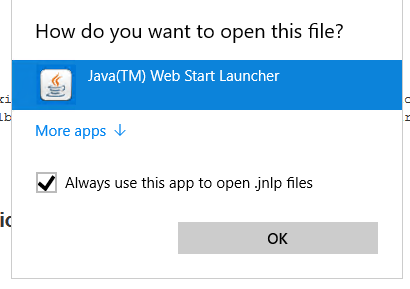 How do you want to open this file?
Java(TM) Web Start Launcher
More apps ↓
Always use this app to open .jnlp files
OK